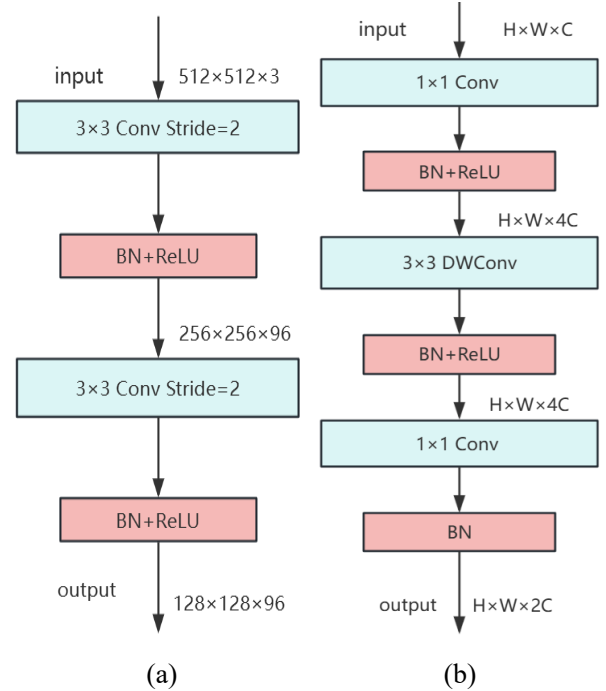 input
512×512×3
3×3 Conv Stride=2
BN+ReLU
256×256×96
3×3 Conv Stride=2
BN+ReLU
output
128×128×96
(a)
input
H×W×C
1×1 Conv
BN+ReLU
H×W×4C
3×3 DWConv
BN+ReLU
H×W×4C
1×1 Conv
BN
output
H×W×2C
(b)